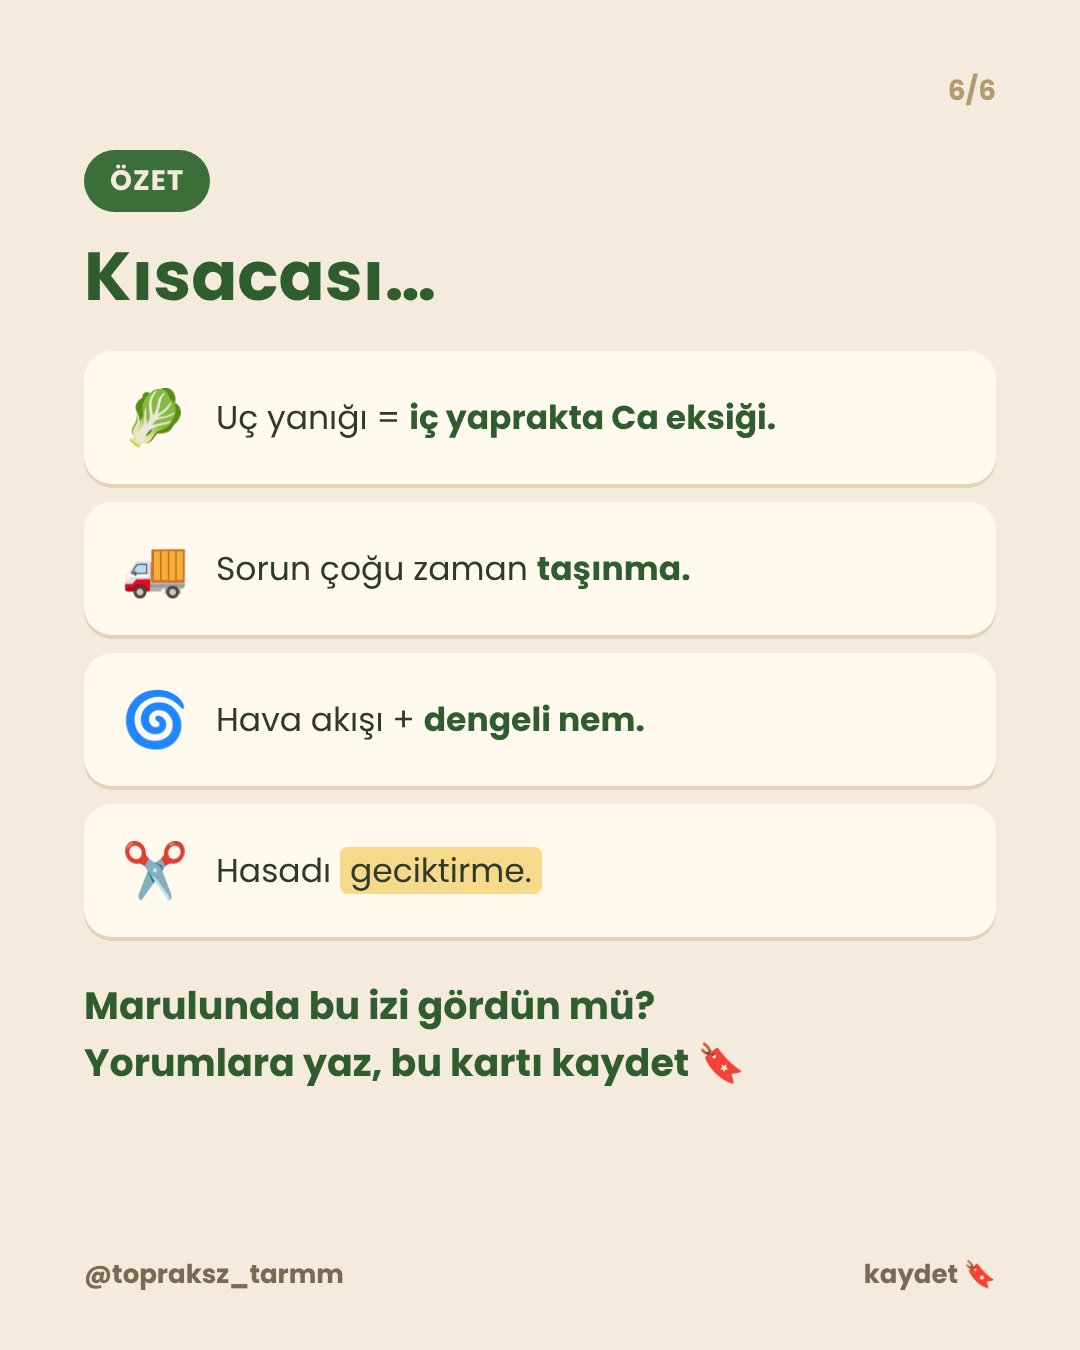 6/6
ÖZET
Kısacası...
Uç yanığı = iç yaprakta Ca eksiği.
Sorun çoğu zaman taşınma.
Hava akışı + dengeli nem.
Hasadı geciktirme.
Marulunda bu izi gördün mü?
Yorumlara yaz, bu kartı kaydet
@topraksz_tarmm
kaydet